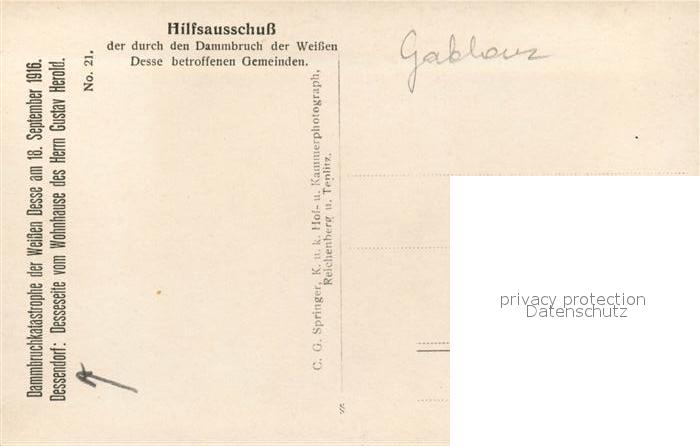 Hilfsausschuß
der durch den Dammbruch der Weißen
Desse betroffenen Gemeinden.
Dammbruchkatastrophe der Weißen Desse am 18. September 1916.
Dessendorf: Desseseite vom Wohnhause des Herrn Gustav Herold.
No. 21.
C. G. Springer, K. u. k. Hof- u. Kammerphotograph,
Reichenberg u. Teplitz.
Gablonz
privacy protection
Datenschutz